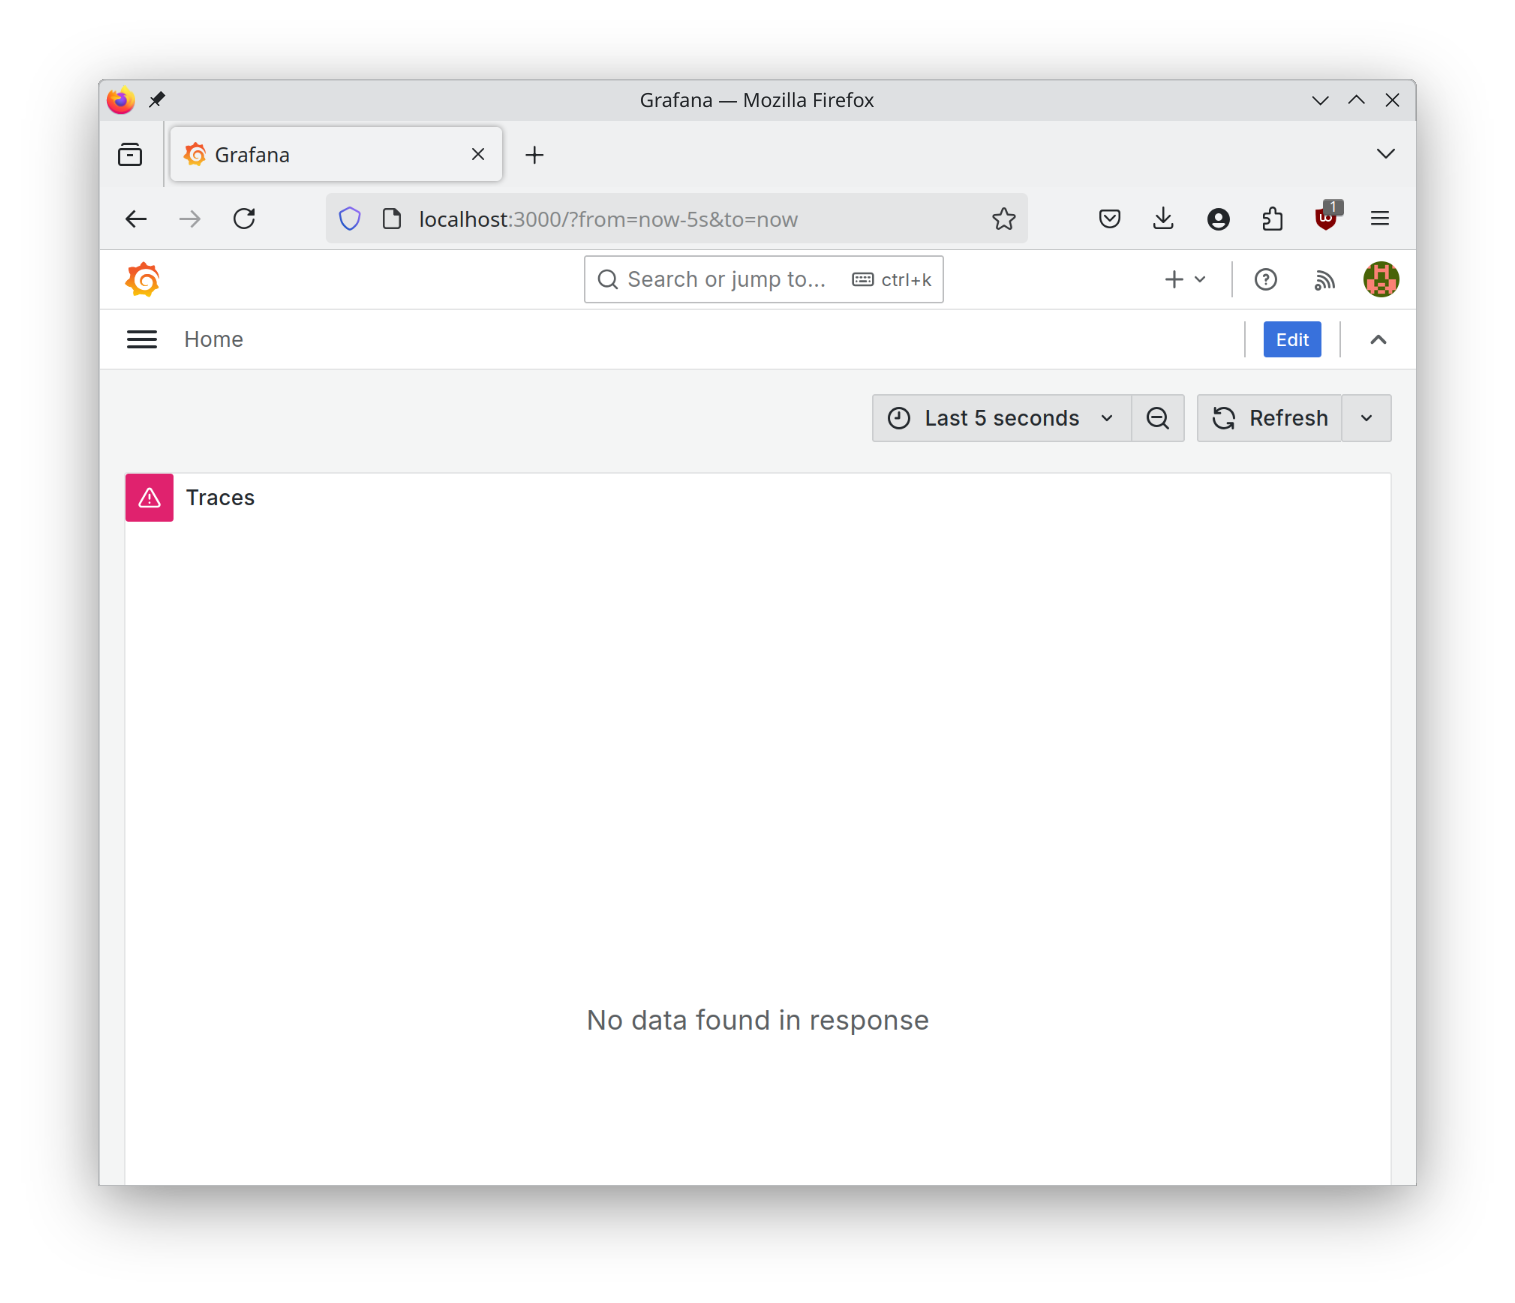 Grafana — Mozilla Firefox
Grafana
localhost:3000/?from=now-5s&to=now
1
Search or jump to... ctrl+k
Home
Edit
Last 5 seconds
Refresh
Traces
No data found in response